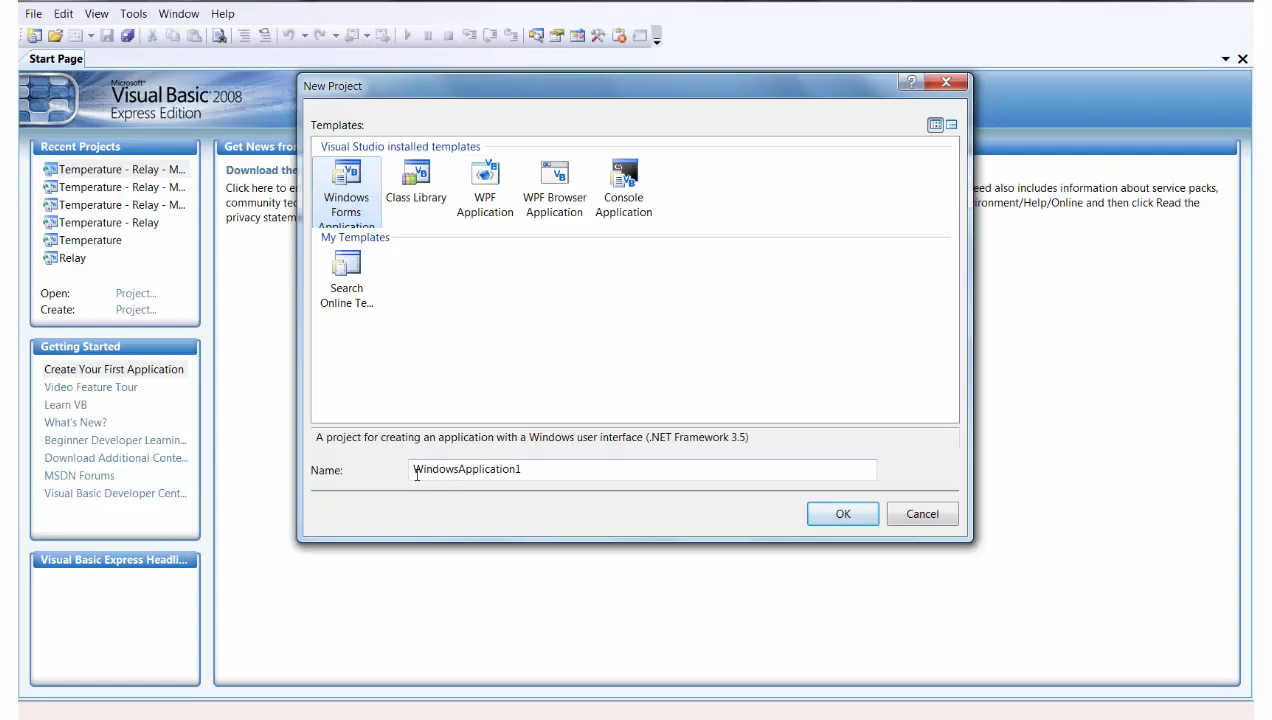 File Edit View Tools Window Help
Start Page
Microsoft
Visual Basic 2008
Express Edition
Recent Projects
Temperature - Relay - M...
Temperature - Relay - M...
Temperature - Relay - M...
Temperature - Relay
Temperature
Relay
Open: Project...
Create: Project...
Getting Started
Create Your First Application
Video Feature Tour
Learn VB
What's New?
Beginner Developer Learnin...
Download Additional Conte...
MSDN Forums
Visual Basic Developer Cent...
Visual Basic Express Headli...
Get News from
Download the
Click here to e
community te
privacy statem
eed also includes information about service packs,
ironment/Help/Online and then click Read the
New Project
Templates:
Visual Studio installed templates
Windows
Forms
Application
Class Library
WPF
Application
WPF Browser
Application
Console
Application
My Templates
Search
Online Te...
A project for creating an application with a Windows user interface (.NET Framework 3.5)
Name: WindowsApplication1
OK Cancel